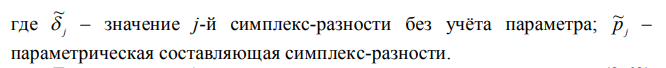 где δ̃ⱼ – значение j-й симплекс-разности без учёта параметра; p̃ⱼ –
параметрическая составляющая симплекс-разности.